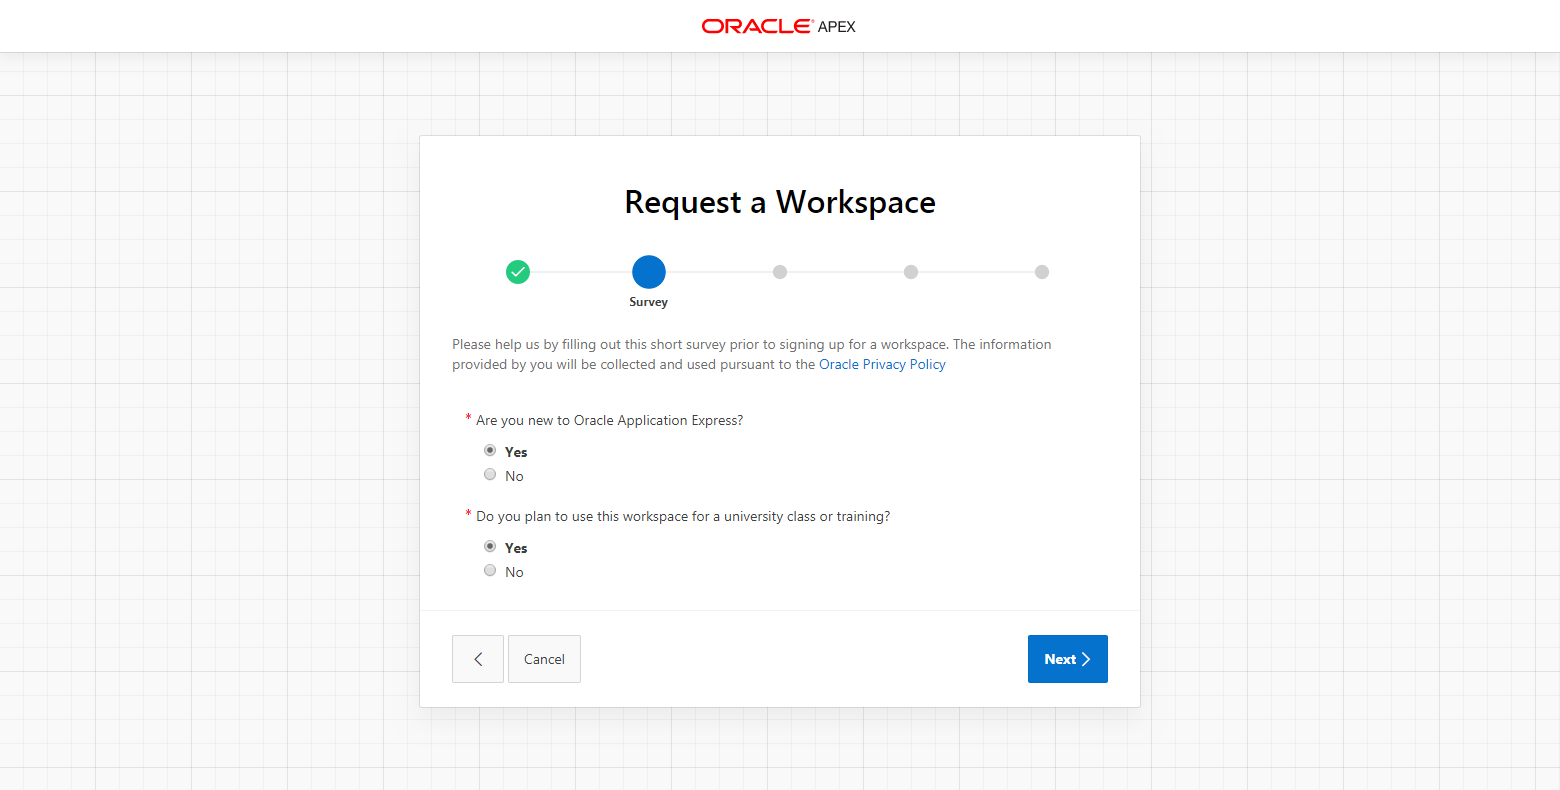 ORACLE APEX
Request a Workspace
Survey
Please help us by filling out this short survey prior to signing up for a workspace. The information
provided by you will be collected and used pursuant to the Oracle Privacy Policy
* Are you new to Oracle Application Express?
Yes
No
* Do you plan to use this workspace for a university class or training?
Yes
No
Cancel
Next